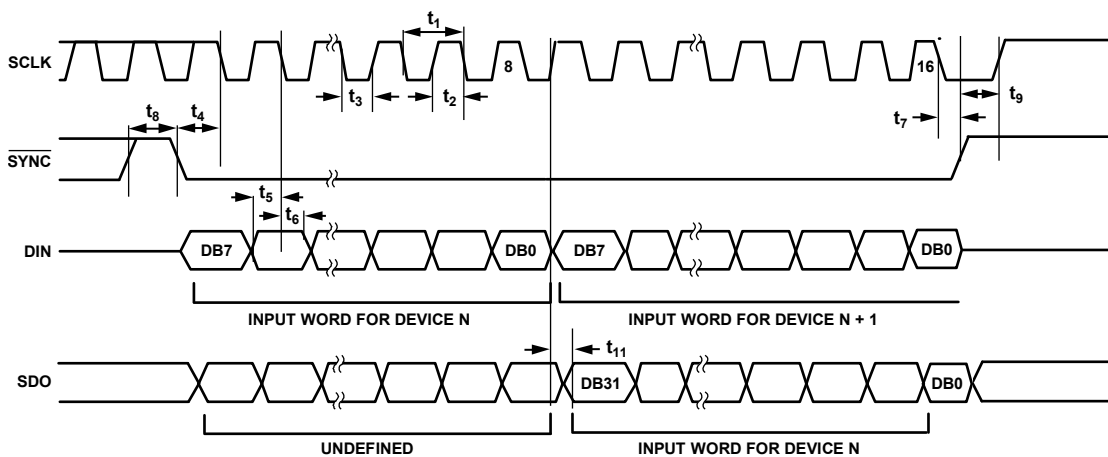 t1
SCLK
8
16
t3
t2
t9
t8
t4
t7
SYNC
t5
t6
DIN
DB7
DB0
DB7
DB0
INPUT WORD FOR DEVICE N
INPUT WORD FOR DEVICE N + 1
t11
SDO
DB31
DB0
UNDEFINED
INPUT WORD FOR DEVICE N